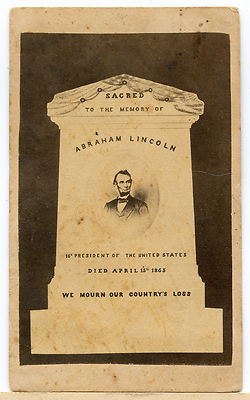 SACRED
TO THE MEMORY OF
ABRAHAM LINCOLN
16th PRESIDENT OF THE UNITED STATES
DIED APRIL 15th 1865
WE MOURN OUR COUNTRY'S LOSS